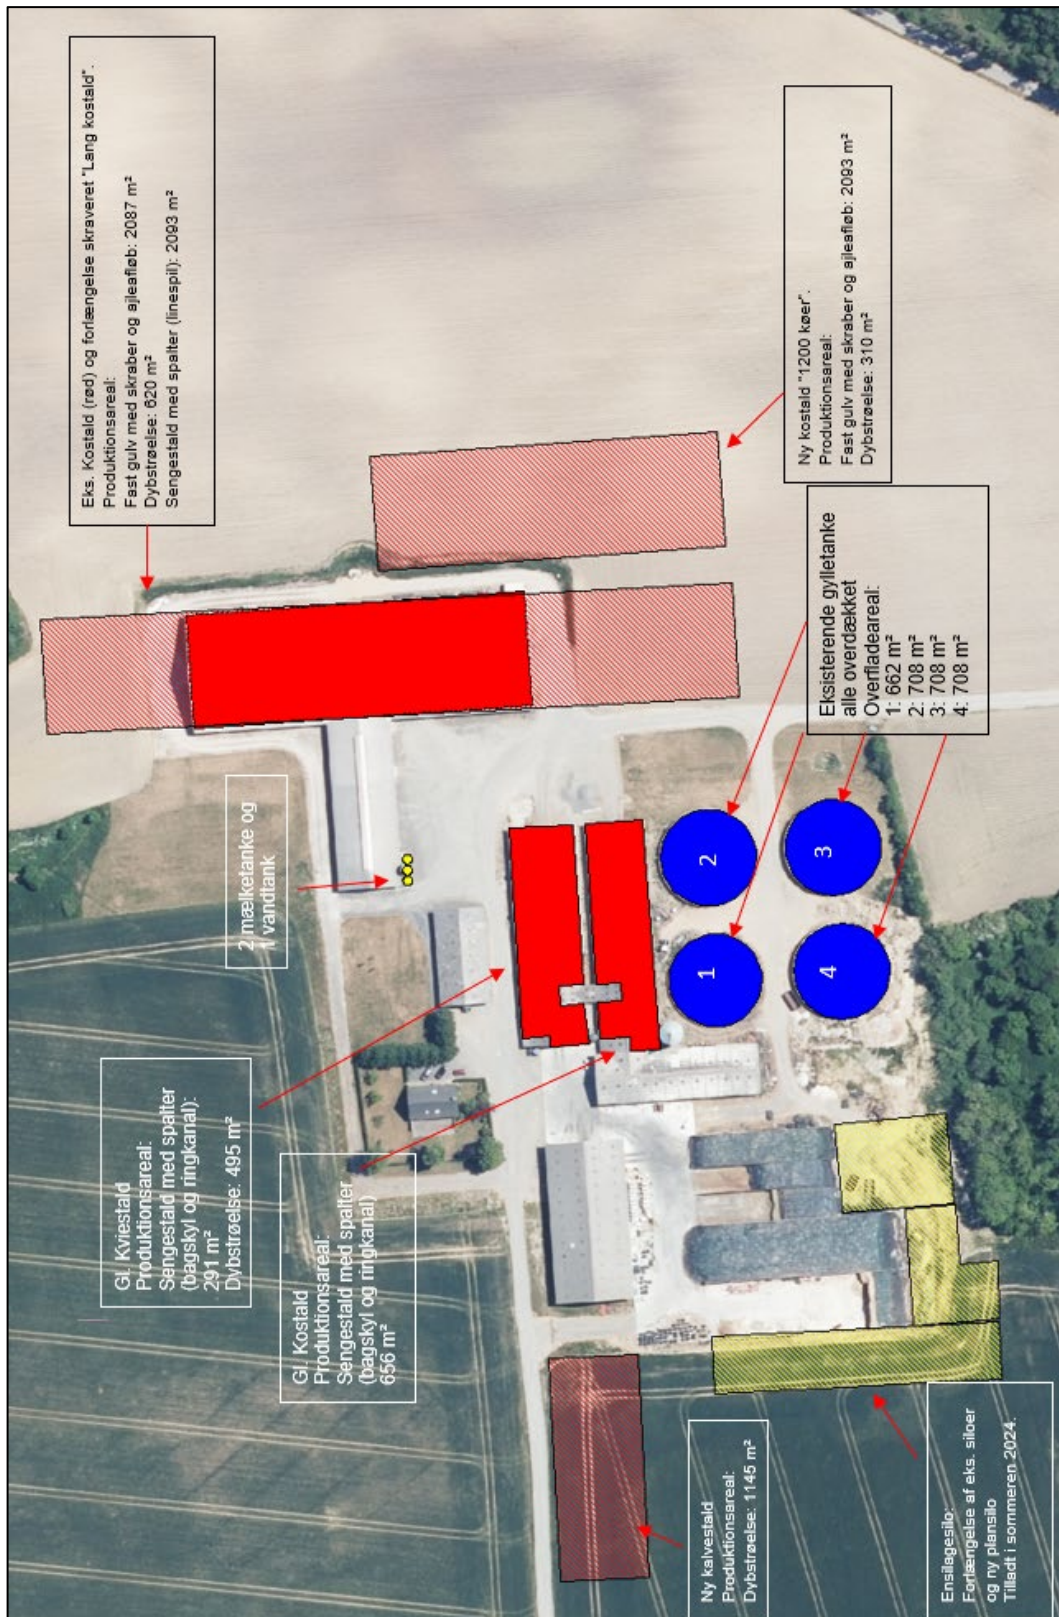 Eks. Kostald (rød) og forlængelse skraveret "Lang kostald".
Produktionsareal:
Fast gulv med skraber og ajleafløb: 2087 m²
Dybstrøelse: 620 m²
Sengestald med spalter (linespil): 2093 m²
Ny kostald "1200 køer".
Produktionsareal:
Fast gulv med skraber og ajleafløb: 2093 m²
Dybstrøelse: 310 m²
Eksisterende gylletanke
alle overdækket
Overfladeareal:
1: 662 m²
2: 708 m²
3: 708 m²
4: 708 m²
2 mælketanke og
1 vandtank
Gl. Kviestald
Produktionsareal:
Sengestald med spalter
(bagskyl og ringkanal):
291 m²
Dybstrøelse: 495 m²
Gl. Kostald
Produktionsareal:
Sengestald med spalter
(bagskyl og ringkanal)
656 m²
1
2
3
4
Ny kalvestald
Produktionsareal:
Dybstrøelse: 1145 m²
Ensilagesilo:
Forlængelse af eks. siloer
og ny plansilo
Tilladt i sommeren 2024.